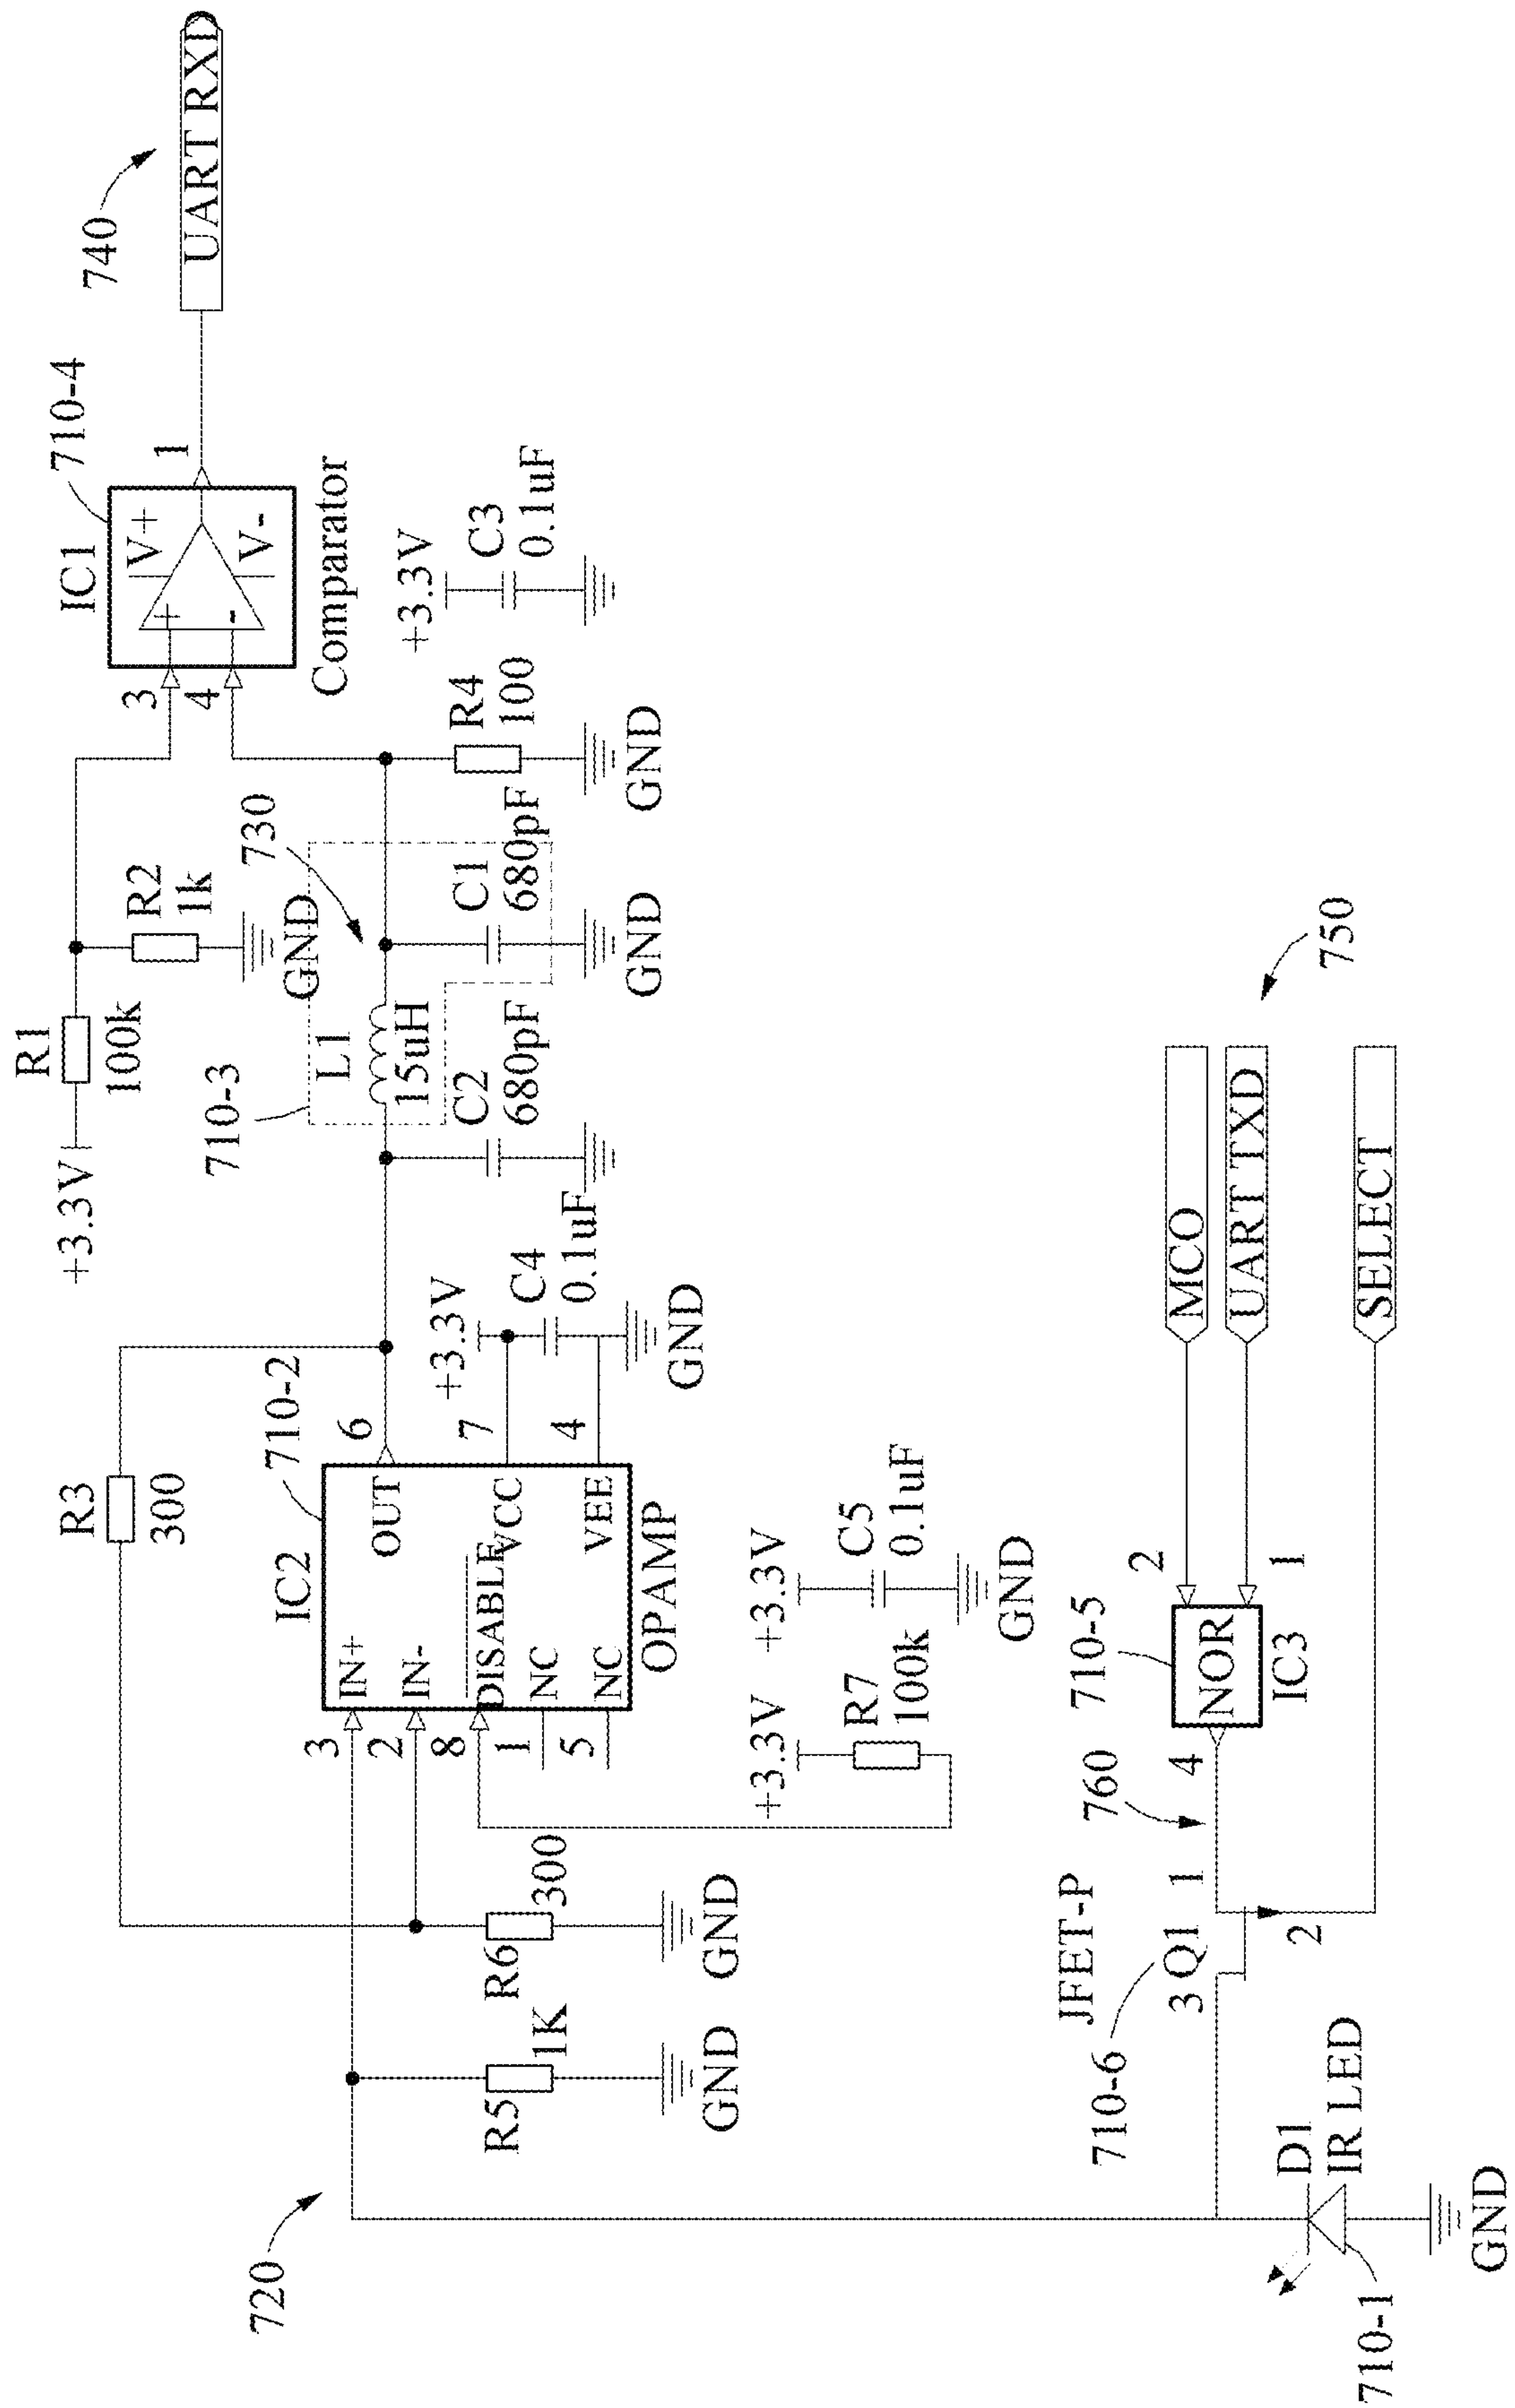 720
R5
1K
GND
R6
300
GND
R3
300
3
2
8
1
5
IN+
IN-
DISABLE
NC
NC
OUT
VCC
VEE
IC2
OPAMP
710-2
6
7
4
+3.3V
C4
0.1uF
GND
+3.3V
R7
100k
+3.3V
C5
0.1uF
GND
+3.3V
R1
100k
R2
1k
GND
710-3
L1
15uH
C2
680pF
730
C1
680pF
GND
R4
100
GND
3
4
IC1
710-4
V+
V-
+
-
1
Comparator
+3.3V
C3
0.1uF
740
UART RXD
710-1
D1
IR LED
GND
710-6
JFET-P
3
Q1
1
2
760
4
710-5
NOR
IC3
2
1
MCO
UART TXD
SELECT
750